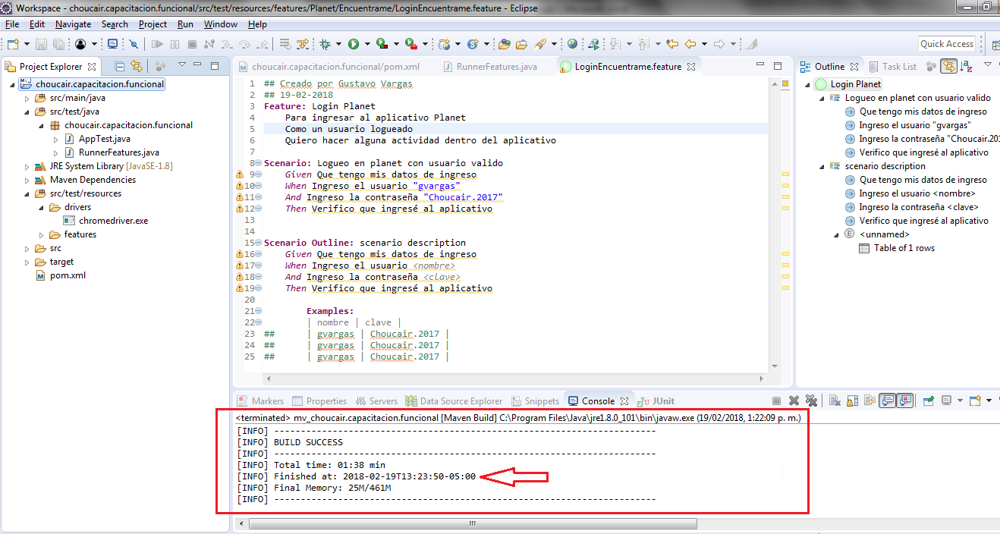 Workspace - choucair.capacitacion.funcional/src/test/resources/features/Planet/Encuentrame/LoginEncuentrame.feature - Eclipse
File Edit Navigate Search Project Run Window Help
Quick Access
Project Explorer
choucair.capacitacion.funcional
src/main/java
src/test/java
choucair.capacitacion.funcional
AppTest.java
RunnerFeatures.java
JRE System Library [JavaSE-1.8]
Maven Dependencies
src/test/resources
drivers
chromedriver.exe
features
src
target
pom.xml
choucair.capacitacion.funcional/pom.xml RunnerFeatures.java LoginEncuentrame.feature
1 ## Creado por Gustavo Vargas
2 ## 19-02-2018
3 Feature: Login Planet
4 Para ingresar al aplicativo Planet
5 Como un usuario logueado
6 Quiero hacer alguna actividad dentro del aplicativo
7
8 Scenario: Logueo en planet con usuario valido
9 Given Que tengo mis datos de ingreso
10 When Ingreso el usuario "gvargas"
11 And Ingreso la contraseña "Choucair.2017"
12 Then Verifico que ingresé al aplicativo
13
14
15 Scenario Outline: scenario description
16 Given Que tengo mis datos de ingreso
17 When Ingreso el usuario <nombre>
18 And Ingreso la contraseña <clave>
19 Then Verifico que ingresé al aplicativo
20
21 Examples:
22 | nombre | clave |
23 ## | gvargas | Choucair.2017 |
24 ## | gvargas | Choucair.2017 |
25 ## | gvargas | Choucair.2017 |
Outline Task List
Login Planet
Logueo en planet con usuario valido
Que tengo mis datos de ingreso
Ingreso el usuario "gvargas"
Ingreso la contraseña "Choucair.201
Verifico que ingresé al aplicativo
scenario description
Que tengo mis datos de ingreso
Ingreso el usuario <nombre>
Ingreso la contraseña <clave>
Verifico que ingresé al aplicativo
<unnamed>
Table of 1 rows
Markers Properties Servers Data Source Explorer Snippets Console JUnit
<terminated> mv_choucair.capacitacion.funcional [Maven Build] C:\Program Files\Java\jre1.8.0_101\bin\javaw.exe (19/02/2018, 1:22:09 p. m.)
[INFO] ------------------------------------------------------------------------
[INFO] BUILD SUCCESS
[INFO] ------------------------------------------------------------------------
[INFO] Total time: 01:38 min
[INFO] Finished at: 2018-02-19T13:23:50-05:00
[INFO] Final Memory: 25M/461M
[INFO] ------------------------------------------------------------------------